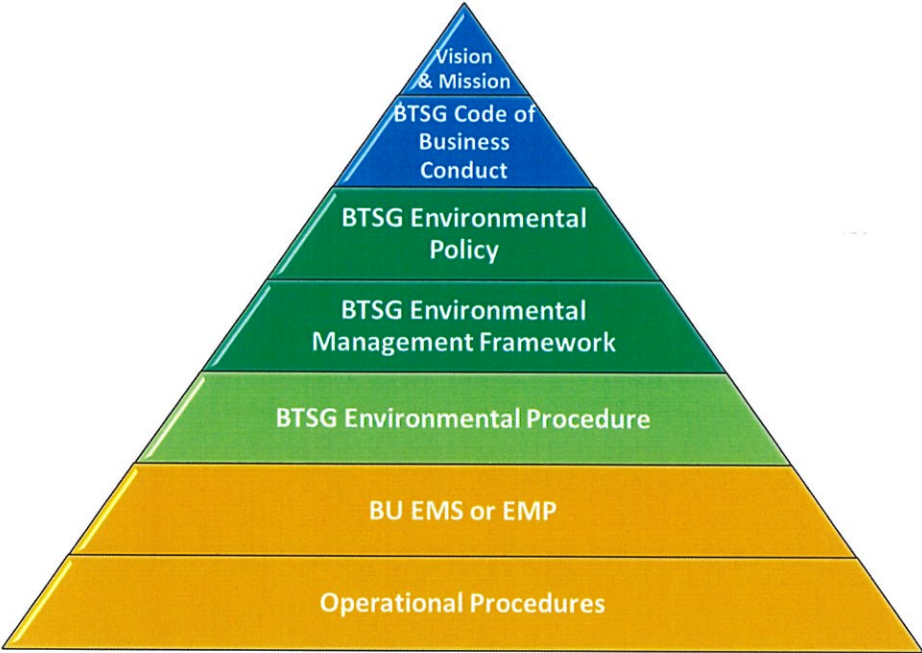 Vision
& Mission
BTSG Code of
Business
Conduct
BTSG Environmental
Policy
BTSG Environmental
Management Framework
BTSG Environmental Procedure
BU EMS or EMP
Operational Procedures